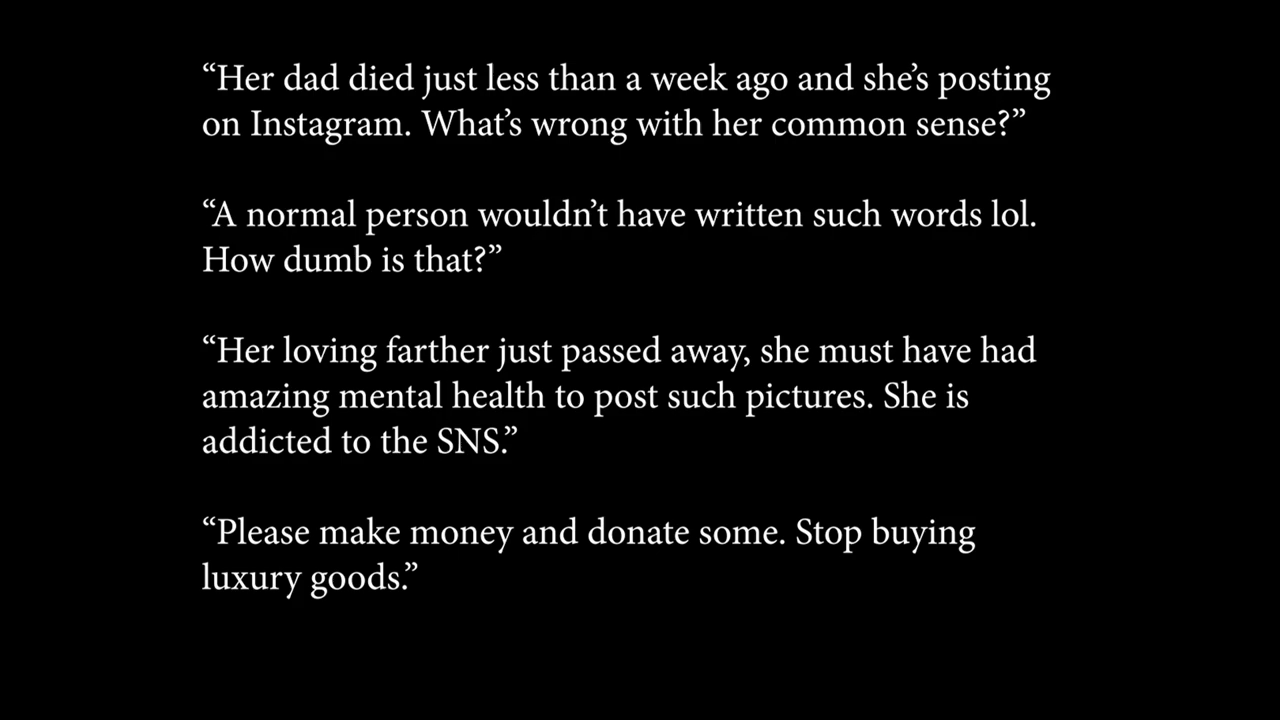 “Her dad died just less than a week ago and she’s posting
on Instagram. What’s wrong with her common sense?”
“A normal person wouldn’t have written such words lol.
How dumb is that?”
“Her loving farther just passed away, she must have had
amazing mental health to post such pictures. She is
addicted to the SNS.”
“Please make money and donate some. Stop buying
luxury goods.”